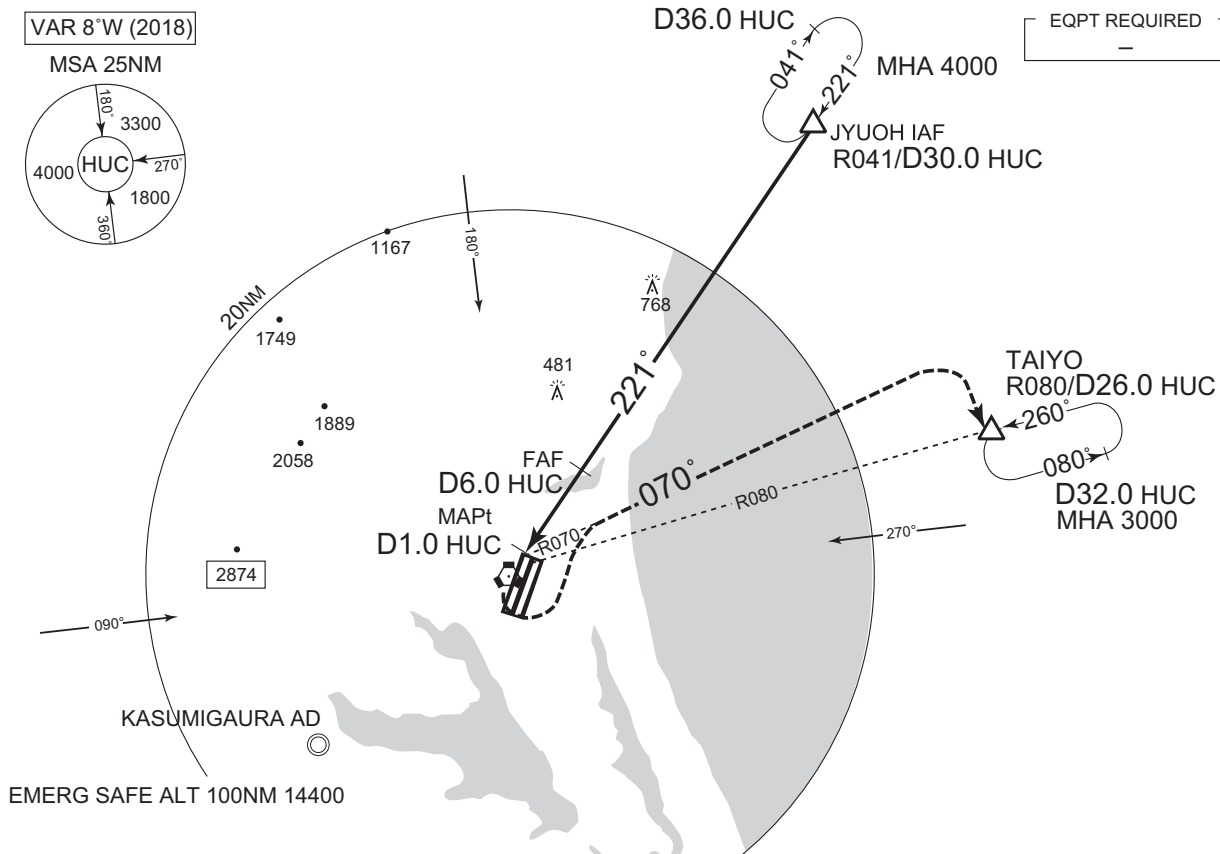 VAR 8°W (2018)
MSA 25NM
180°
3300
HUC
4000
270°
1800
360°
D36.0 HUC
041°
221°
MHA 4000
EQPT REQUIRED
–
JYUOH IAF
R041/D30.0 HUC
1167
180°
20NM
768
1749
481
221°
TAIYO
R080/D26.0 HUC
1889
2058
260°
080°
FAF
D6.0 HUC
070°
R080
D32.0 HUC
MHA 3000
MAPt
D1.0 HUC
R070
270°
2874
090°
KASUMIGAURA AD
EMERG SAFE ALT 100NM 14400